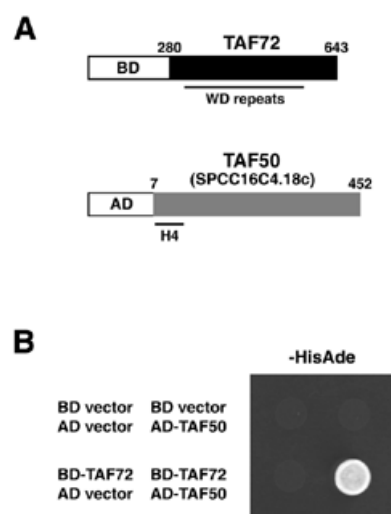 A
280 TAF72 643
BD
WD repeats
TAF50
(SPCC16C4.18c)
7 452
AD
H4
B
-HisAde
BD vector BD vector
AD vector AD-TAF50
BD-TAF72 BD-TAF72
AD vector AD-TAF50